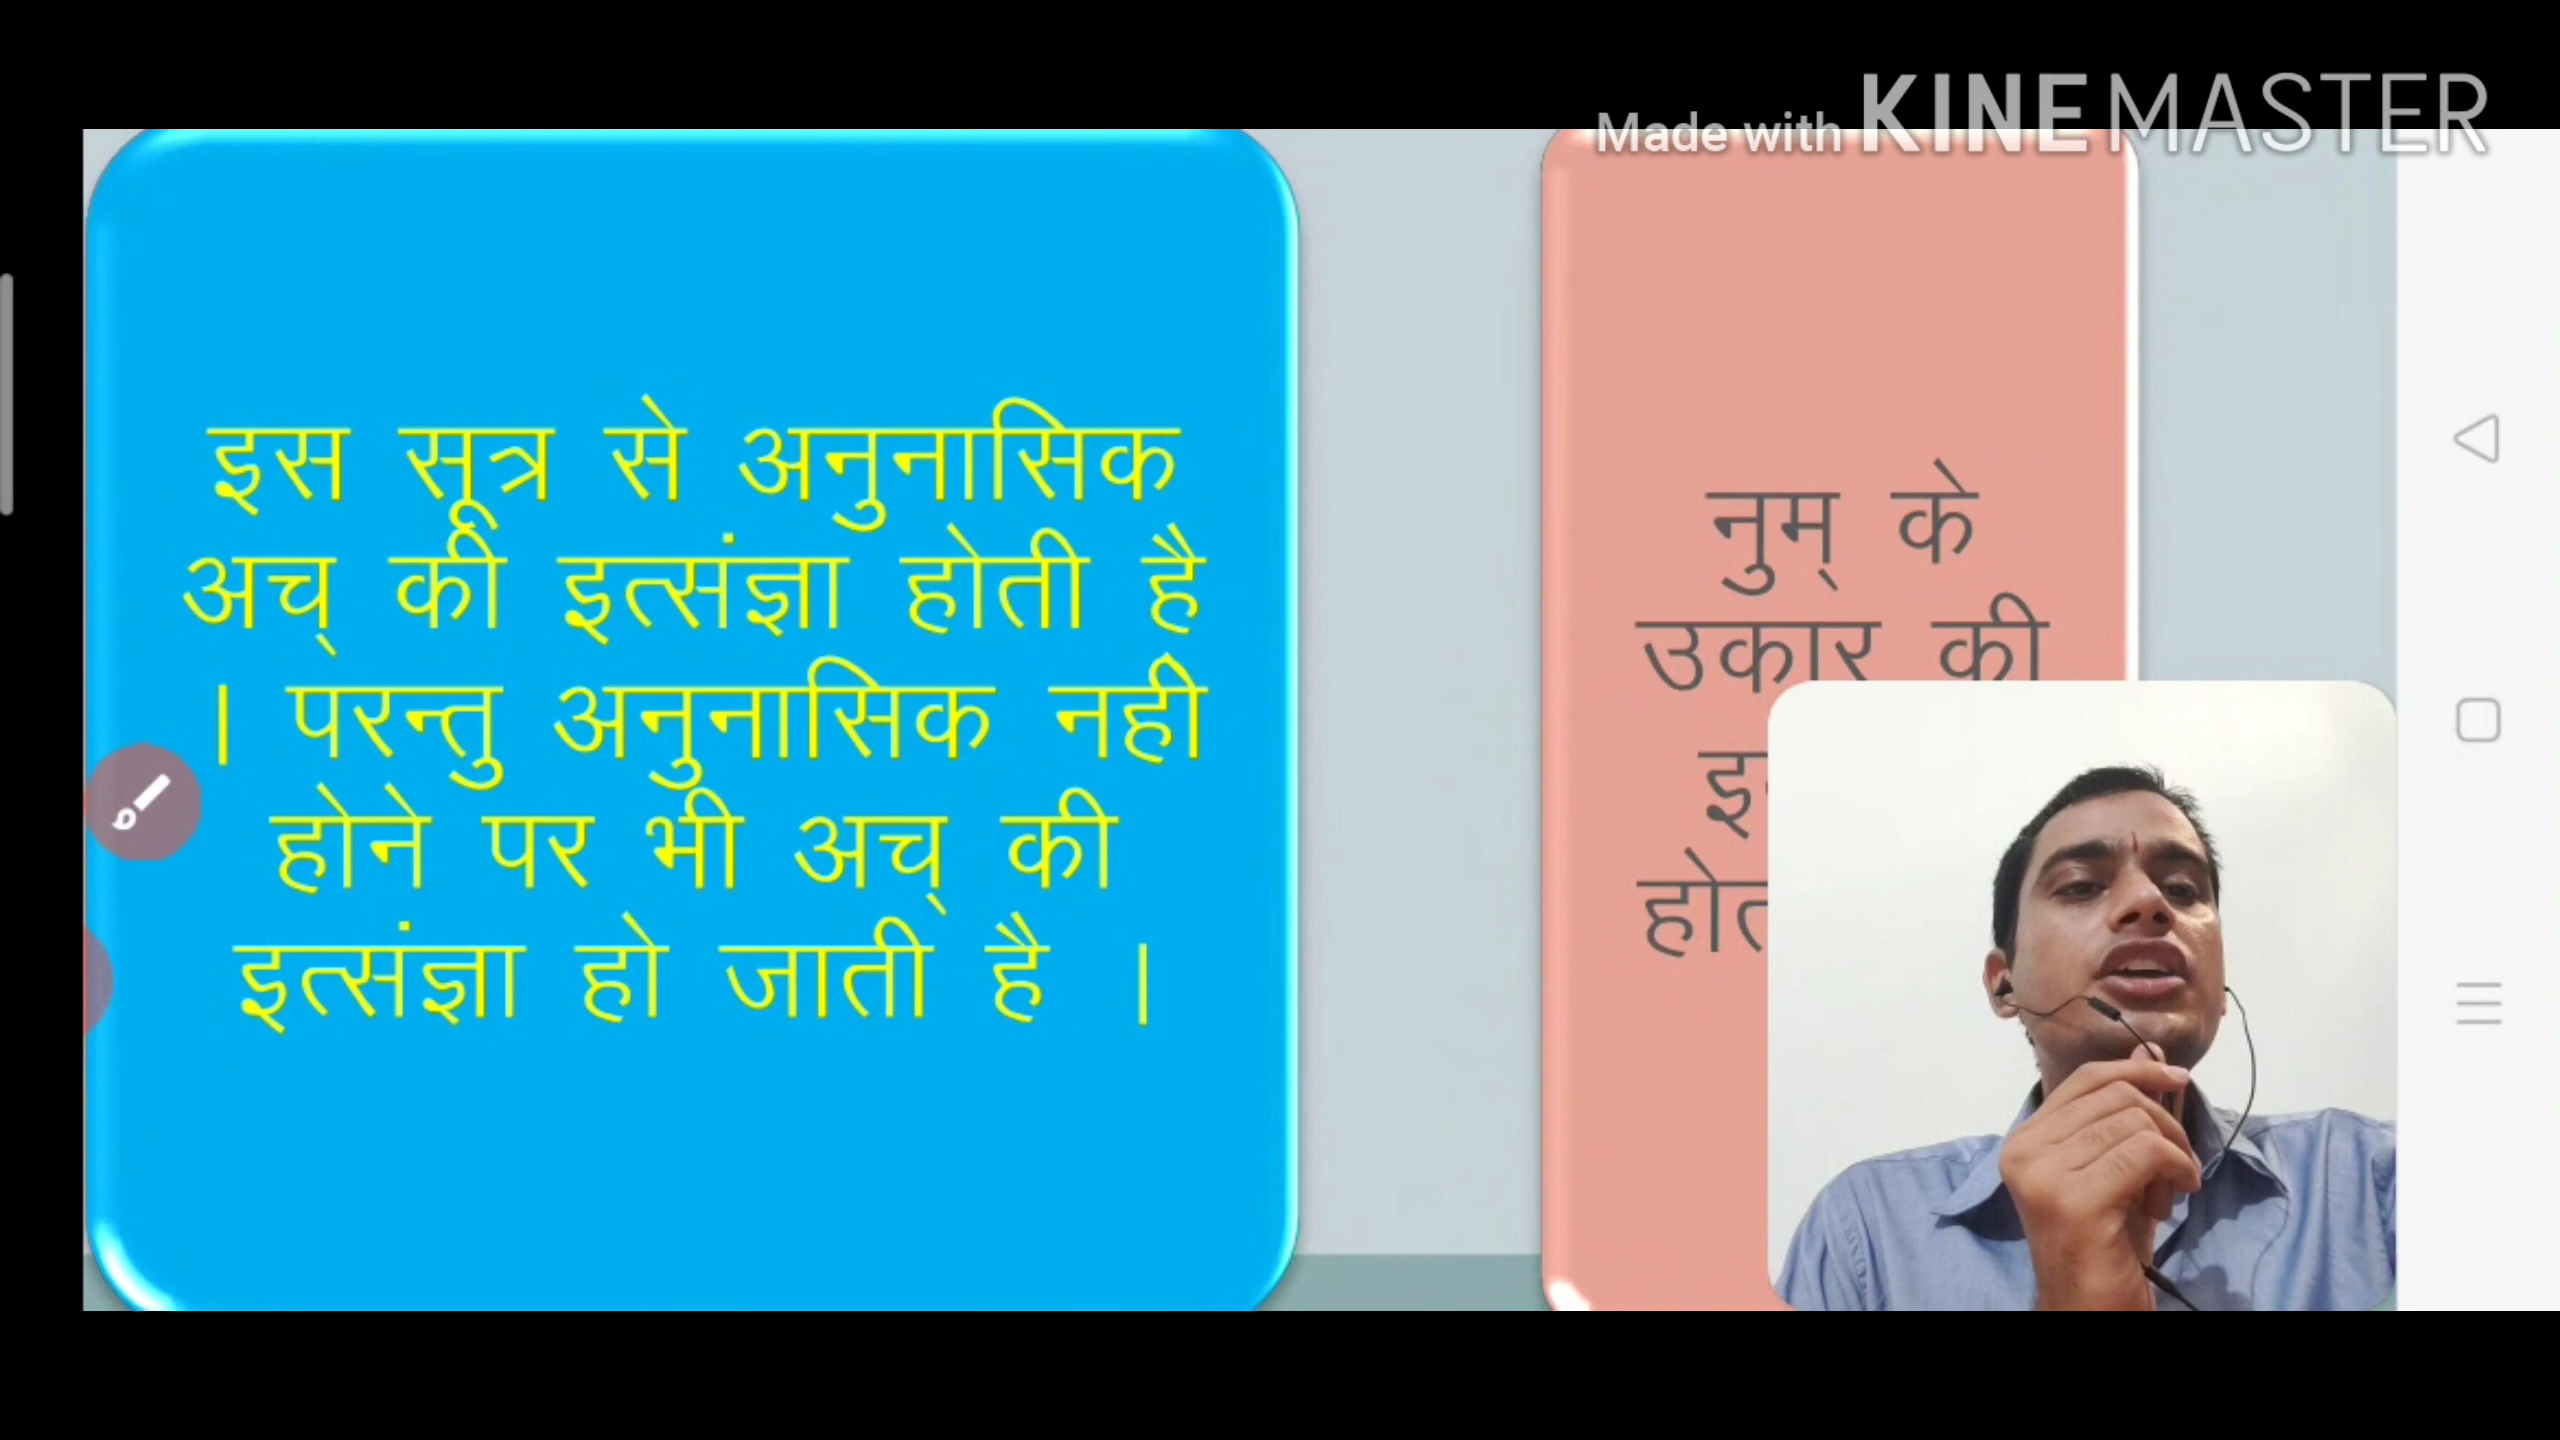 Made with KINEMASTER
इस सूत्र से अनुनासिक
अच् की इत्संज्ञा होती है
। परन्तु अनुनासिक नही
होने पर भी अच् की
इत्संज्ञा हो जाती है ।
नुम् के
उकार की